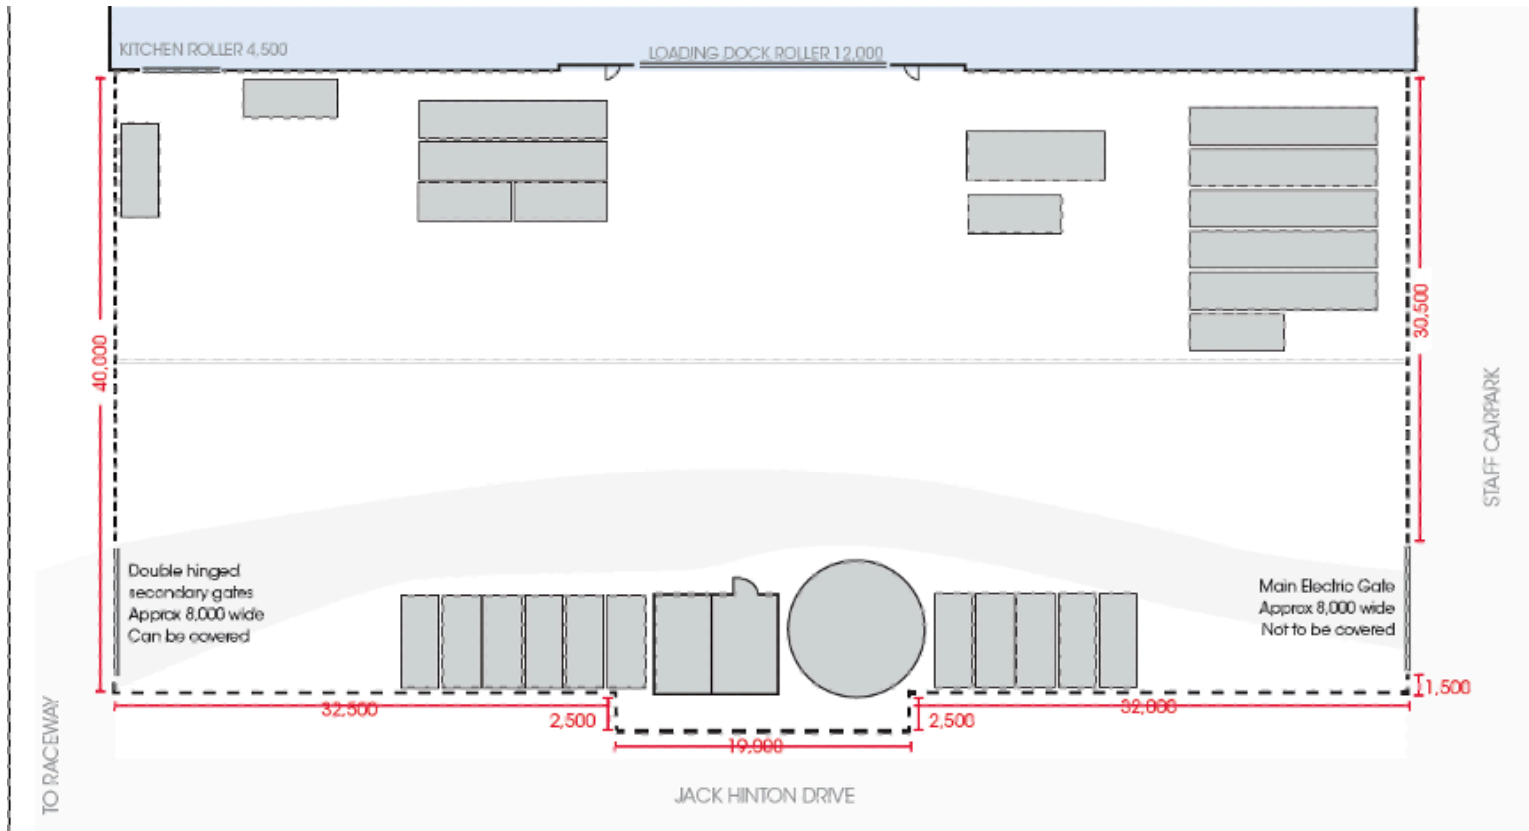 KITCHEN ROLLER 4,500
LOADING DOCK ROLLER 12,000
40,000
30,500
STAFF CARPARK
Double hinged
secondary gates
Approx 8,000 wide
Can be covered
Main Electric Gate
Approx 8,000 wide
Not to be covered
1,500
32,500
2,500
2,500
32,000
19,000
TO RACEWAY
JACK HINTON DRIVE